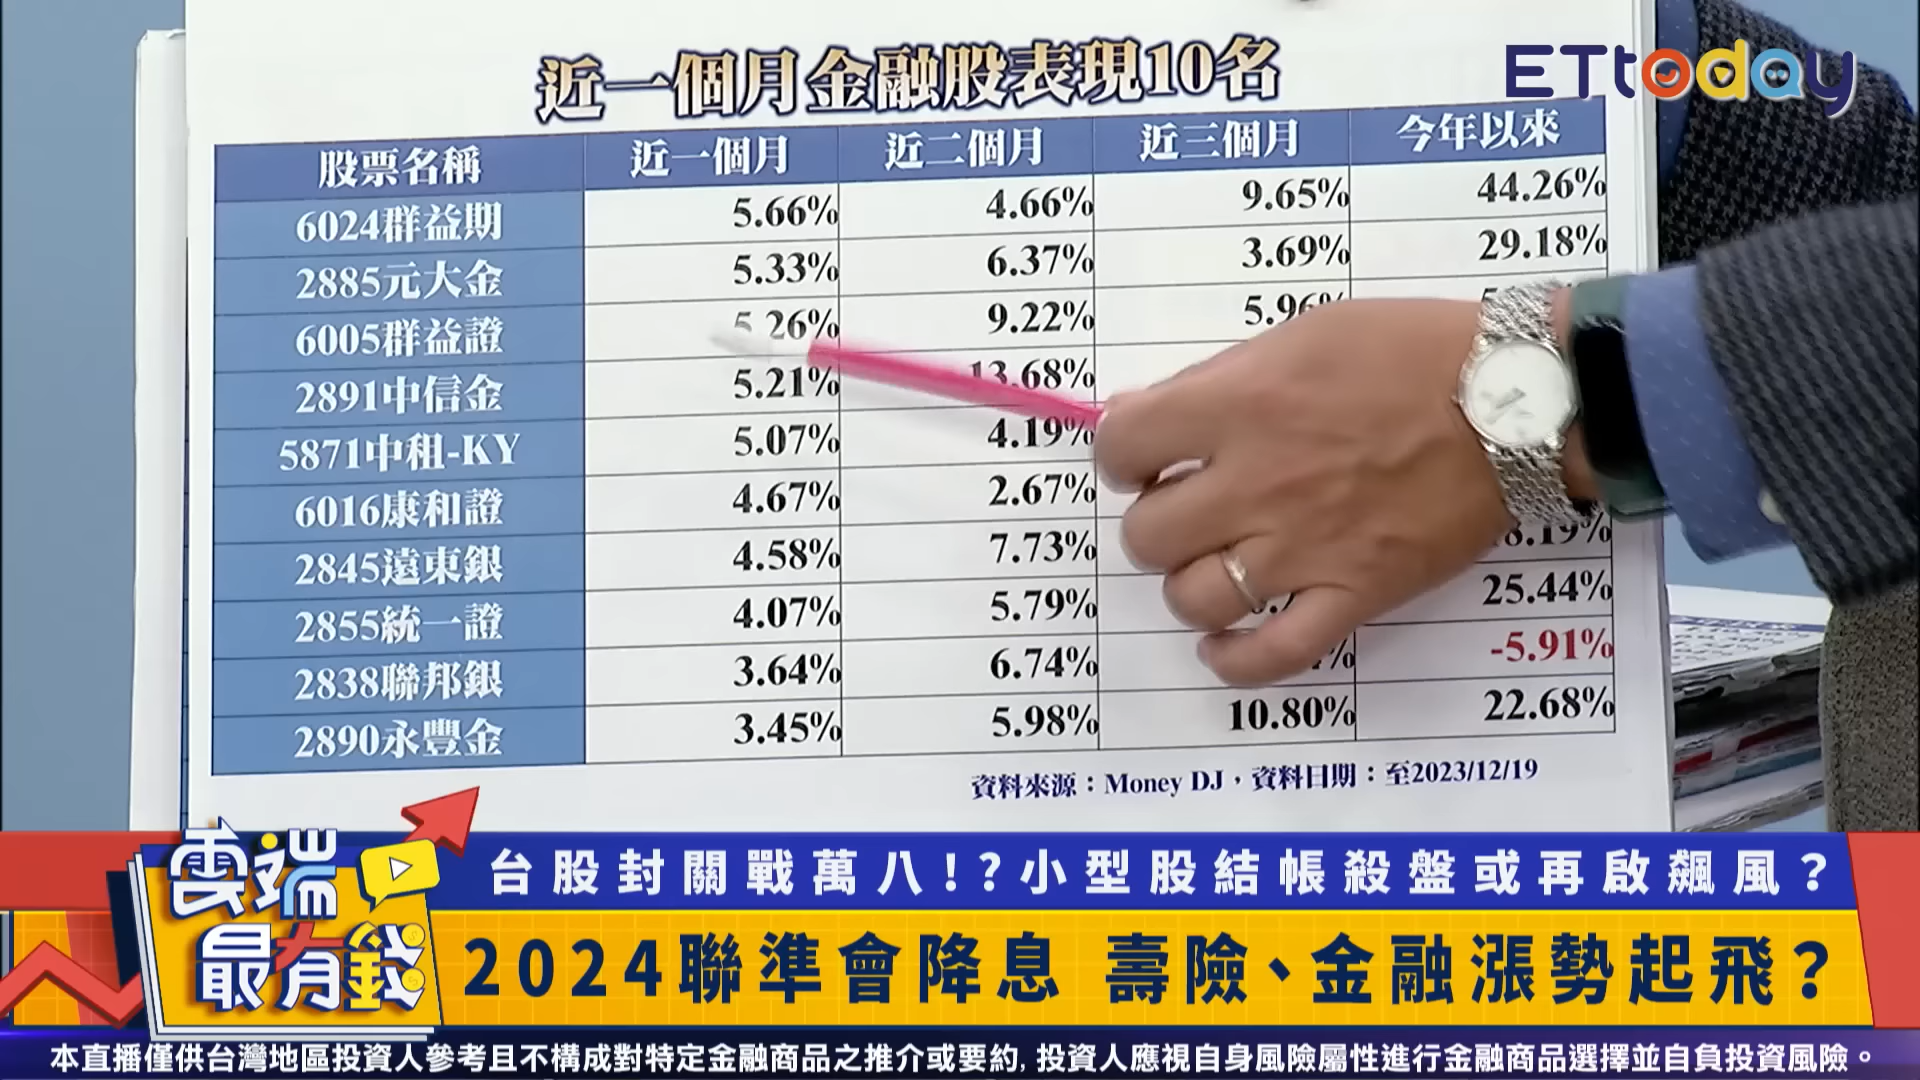 近一個月金融股表現10名
ETtoday
股票名稱 近一個月 近二個月 近三個月 今年以來
6024群益期 5.66% 4.66% 9.65% 44.26%
2885元大金 5.33% 6.37% 3.69% 29.18%
6005群益證 5.26% 9.22% 5.96%
2891中信金 5.21% 13.68%
5871中租-KY 5.07% 4.19%
6016康和證 4.67% 2.67%
2845遠東銀 4.58% 7.73% 8.19%
2855統一證 4.07% 5.79% 25.44%
2838聯邦銀 3.64% 6.74% -5.91%
2890永豐金 3.45% 5.98% 10.80% 22.68%
資料來源：Money DJ，資料日期：至2023/12/19
雲端最有錢
台股封關戰萬八!?小型股結帳殺盤或再啟飆風？
2024聯準會降息 壽險、金融漲勢起飛？
本直播僅供台灣地區投資人參考且不構成對特定金融商品之推介或要約, 投資人應視自身風險屬性進行金融商品選擇並自負投資風險。